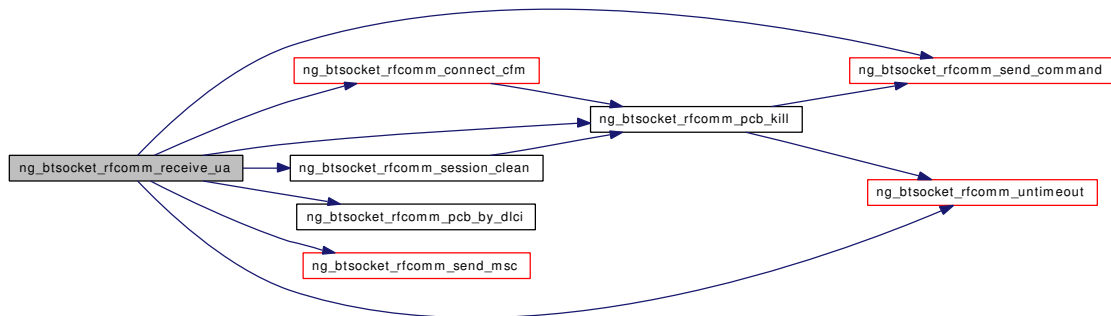 ng_btsocket_rfcomm_receive_ua
ng_btsocket_rfcomm_connect_cfm
ng_btsocket_rfcomm_session_clean
ng_btsocket_rfcomm_pcb_by_dlci
ng_btsocket_rfcomm_send_msc
ng_btsocket_rfcomm_pcb_kill
ng_btsocket_rfcomm_send_command
ng_btsocket_rfcomm_untimeout